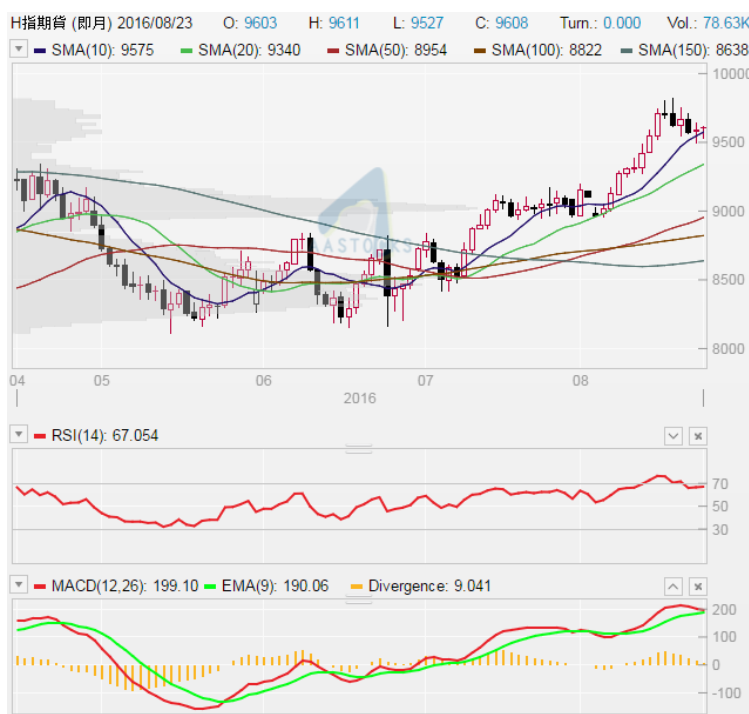 H指期貨 (即月) 2016/08/23 O: 9603 H: 9611 L: 9527 C: 9608 Turn.: 0.000 Vol.: 78.63K
SMA(10): 9575 SMA(20): 9340 SMA(50): 8954 SMA(100): 8822 SMA(150): 8638
10000
9500
9000
AASTOCKS
8500
8000
04 05 06 07 08
2016
RSI(14): 67.054
70
50
30
MACD(12,26): 199.10 EMA(9): 190.06 Divergence: 9.041
200
100
0
-100